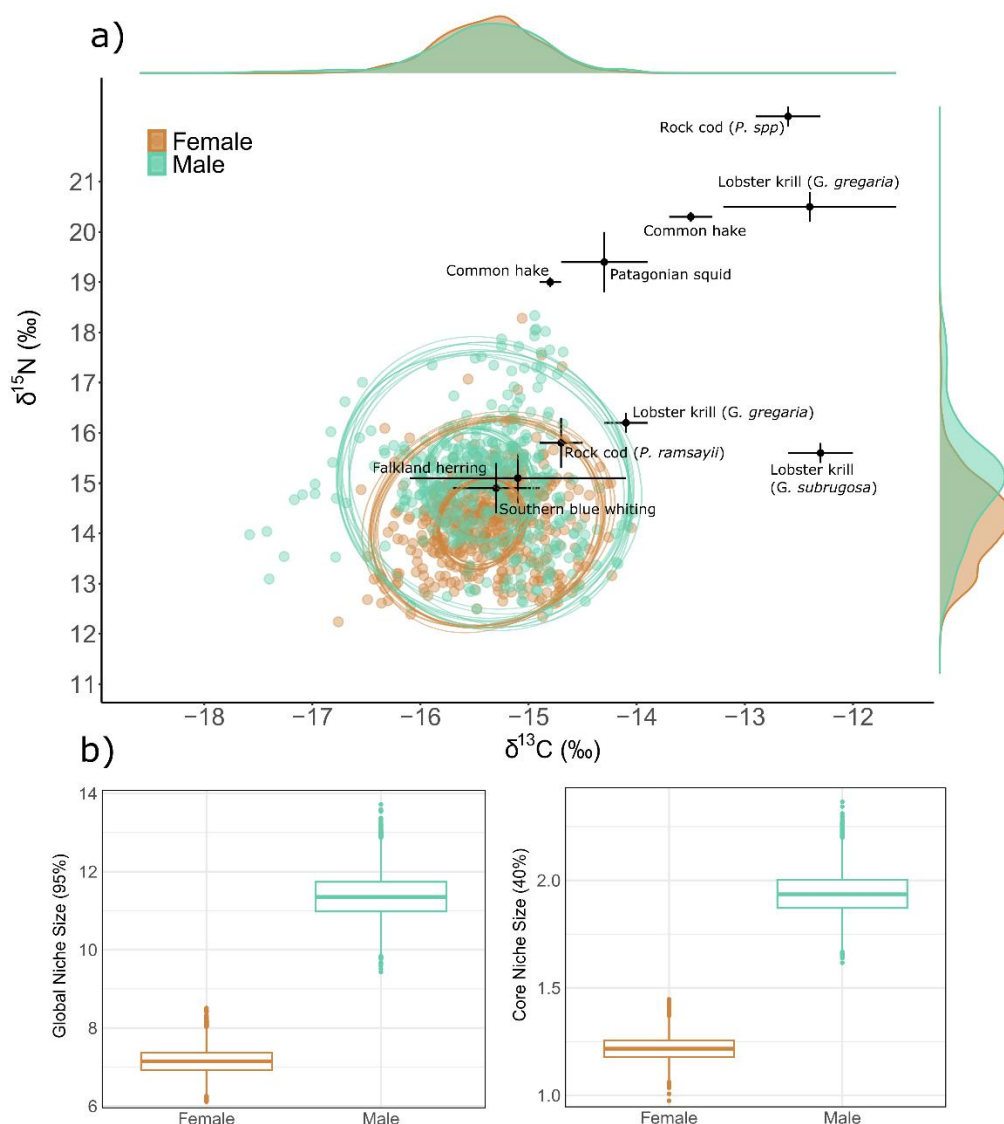 a)
Female
Male
Rock cod (P. spp)
Lobster krill (G. gregaria)
Common hake
Common hake
Patagonian squid
Lobster krill (G. gregaria)
Rock cod (P. ramsayii)
Falkland herring
Lobster krill
(G. subrugosa)
Southern blue whiting
δ15N (‰)
21
20
19
18
17
16
15
14
13
12
11
−18
−17
−16
−15
−14
−13
−12
δ13C (‰)
b)
Global Niche Size (95%)
14
12
10
8
6
Female
Male
Core Niche Size (40%)
2.0
1.5
1.0
Female
Male